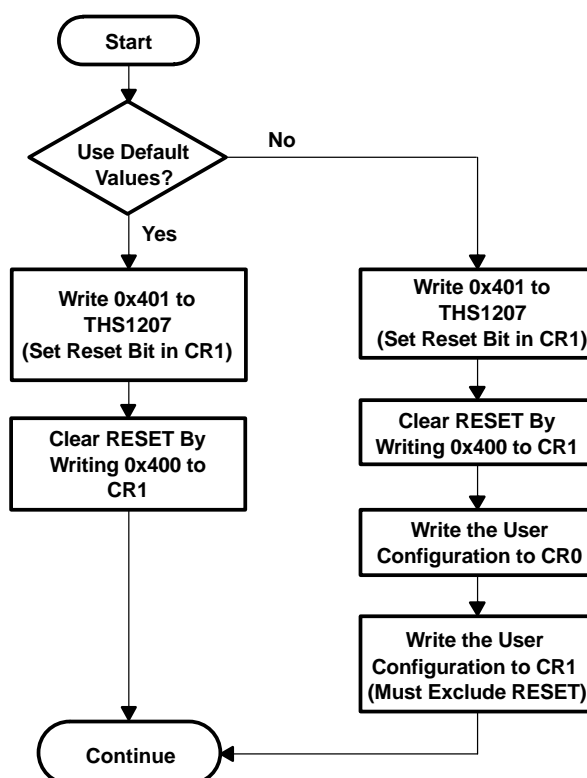 Start
Use Default
Values?
No
Yes
Write 0x401 to
THS1207
(Set Reset Bit in CR1)
Clear RESET By
Writing 0x400 to
CR1
Write 0x401 to
THS1207
(Set Reset Bit in CR1)
Clear RESET By
Writing 0x400 to CR1
Write the User
Configuration to CR0
Write the User
Configuration to CR1
(Must Exclude RESET)
Continue